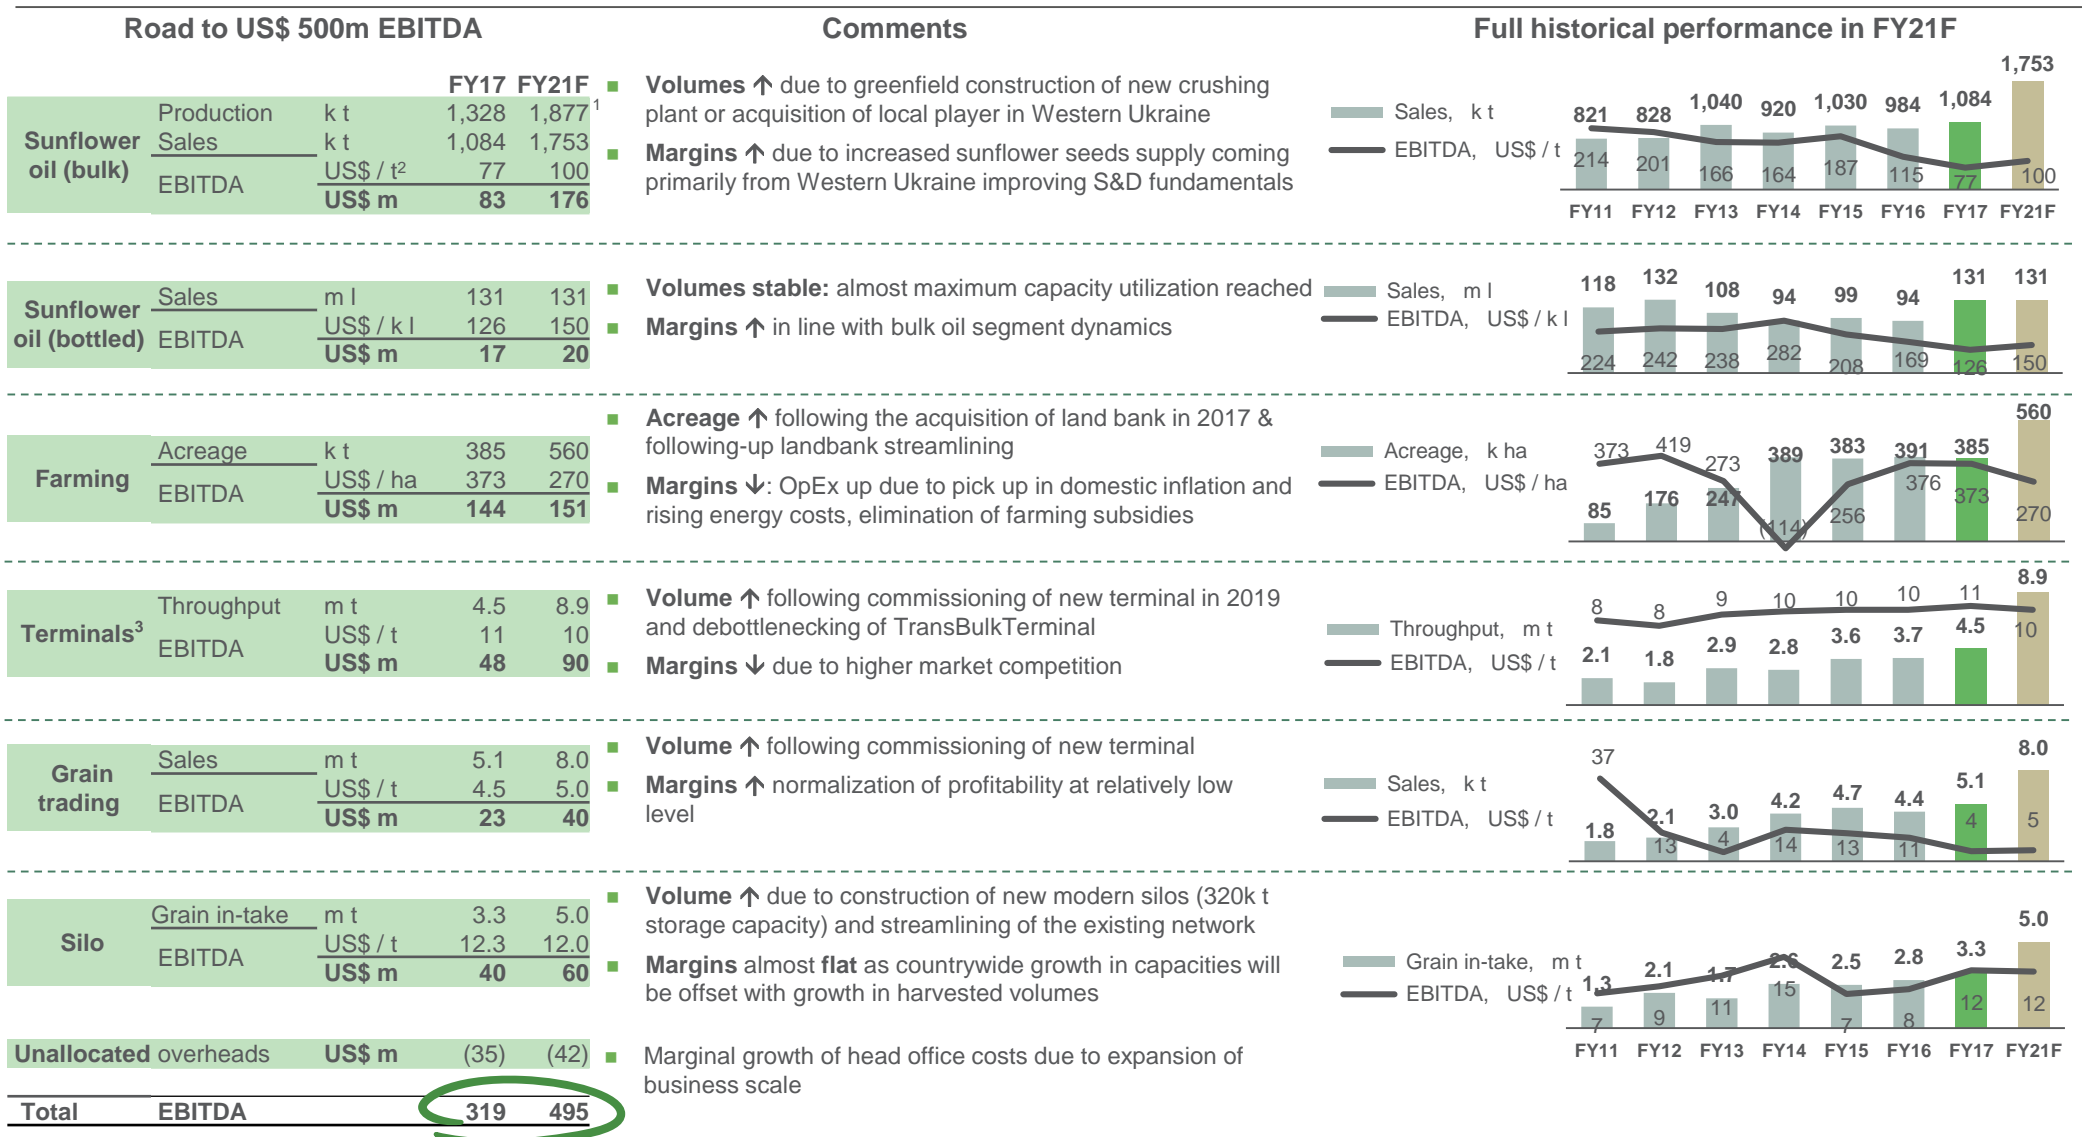 Road to US$ 500m EBITDA
Comments
Full historical performance in FY21F
FY17 FY21F
Sunflower oil (bulk)
Production k t 1,328 1,877 1
Sales k t 1,084 1,753
EBITDA US$ / t2 77 100
US$ m 83 176
■ Volumes ↑ due to greenfield construction of new crushing
plant or acquisition of local player in Western Ukraine
■ Margins ↑ due to increased sunflower seeds supply coming
primarily from Western Ukraine improving S&D fundamentals
Sales, k t
EBITDA, US$ / t
821 828 1,040 920 1,030 984 1,084 1,753
214 201 166 164 187 115 77 100
FY11 FY12 FY13 FY14 FY15 FY16 FY17 FY21F
Sunflower oil (bottled)
Sales m l 131 131
EBITDA US$ / k l 126 150
US$ m 17 20
■ Volumes stable: almost maximum capacity utilization reached
■ Margins ↑ in line with bulk oil segment dynamics
Sales, m l
EBITDA, US$ / k l
118 132 108 94 99 94 131 131
224 242 238 282 208 169 126 150
Farming
Acreage k t 385 560
EBITDA US$ / ha 373 270
US$ m 144 151
■ Acreage ↑ following the acquisition of land bank in 2017 &
following-up landbank streamlining
■ Margins ↓: OpEx up due to pick up in domestic inflation and
rising energy costs, elimination of farming subsidies
Acreage, k ha
EBITDA, US$ / ha
85 176 247 389 383 391 385 560
373 419 273 (114) 256 376 373 270
Terminals3
Throughput m t 4.5 8.9
EBITDA US$ / t 11 10
US$ m 48 90
■ Volume ↑ following commissioning of new terminal in 2019
and debottlenecking of TransBulkTerminal
■ Margins ↓ due to higher market competition
Throughput, m t
EBITDA, US$ / t
8 8 9 10 10 10 11 10
2.1 1.8 2.9 2.8 3.6 3.7 4.5 8.9
Grain trading
Sales m t 5.1 8.0
EBITDA US$ / t 4.5 5.0
US$ m 23 40
■ Volume ↑ following commissioning of new terminal
■ Margins ↑ normalization of profitability at relatively low
level
Sales, k t
EBITDA, US$ / t
1.8 2.1 3.0 4.2 4.7 4.4 5.1 8.0
37 13 4 14 13 11 4 5
Silo
Grain in-take m t 3.3 5.0
EBITDA US$ / t 12.3 12.0
US$ m 40 60
■ Volume ↑ due to construction of new modern silos (320k t
storage capacity) and streamlining of the existing network
■ Margins almost flat as countrywide growth in capacities will
be offset with growth in harvested volumes
Grain in-take, m t
EBITDA, US$ / t
1.3 2.1 1.7 2.6 2.5 2.8 3.3 5.0
7 9 11 15 7 8 12 12
FY11 FY12 FY13 FY14 FY15 FY16 FY17 FY21F
Unallocated overheads US$ m (35) (42)
■ Marginal growth of head office costs due to expansion of
business scale
Total EBITDA 319 495